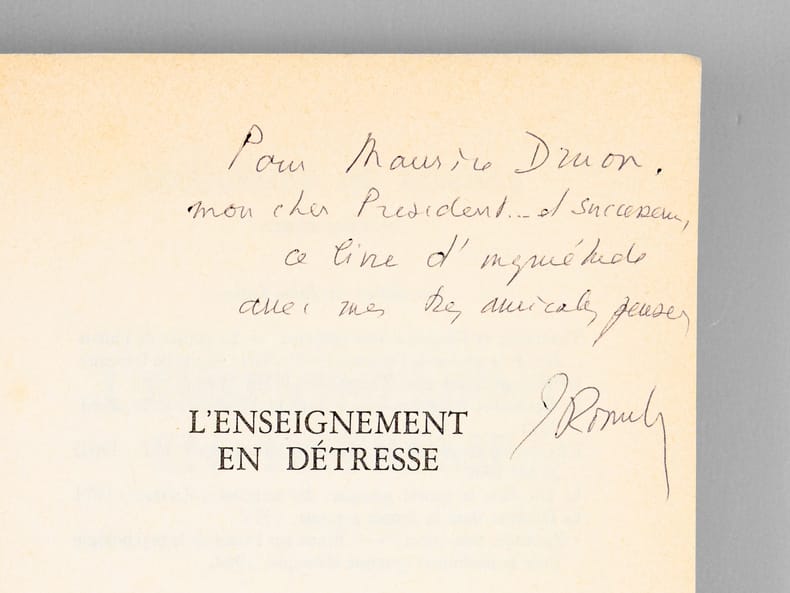 Pour Maurice Druon.
mon cher Président... et successeur,
ce livre d'inquiétude
avec mes très amicales pensées
J Romilly
L'ENSEIGNEMENT
EN DÉTRESSE